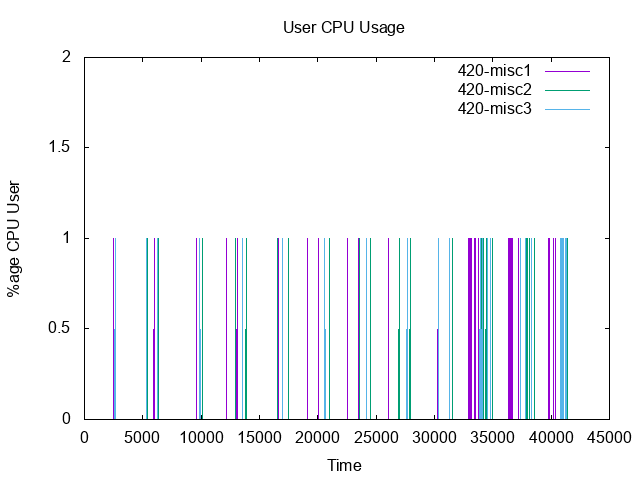 User CPU Usage
2
420-misc1
420-misc2
420-misc3
1.5
1
%age CPU User
0.5
0
0 5000 10000 15000 20000 25000 30000 35000 40000 45000
Time